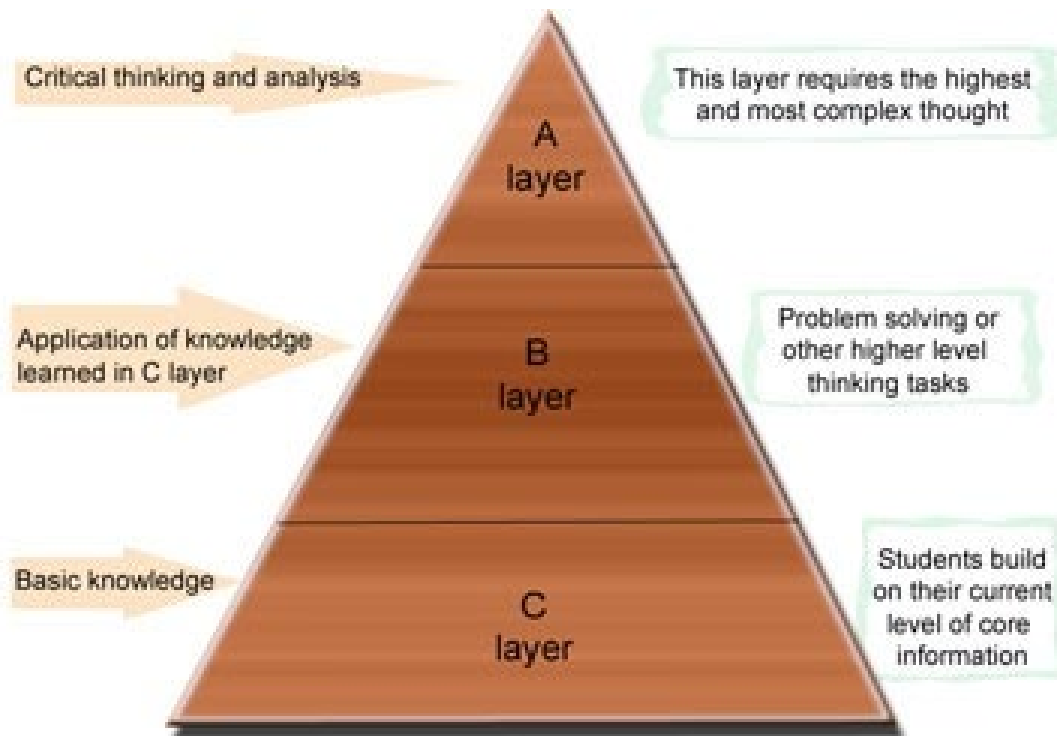 Critical thinking and analysis
This layer requires the highest
and most complex thought
A
layer
Application of knowledge
learned in C layer
B
layer
Problem solving or
other higher level
thinking tasks
Basic knowledge
C
layer
Students build
on their current
level of core
information